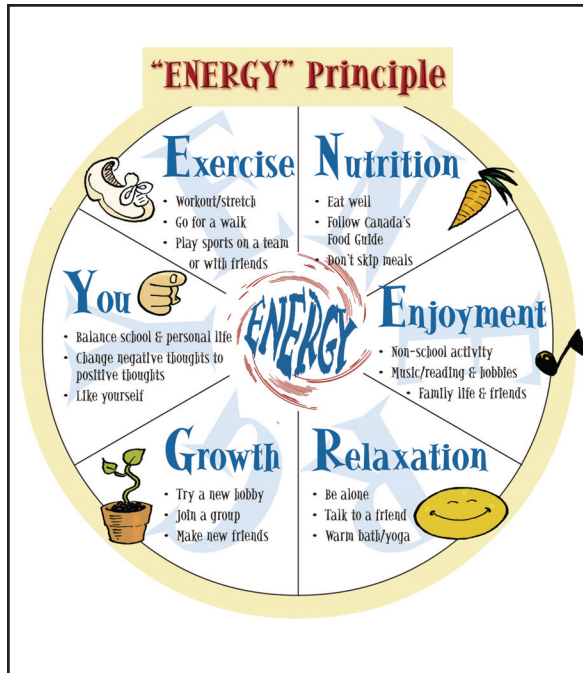 “ENERGY” Principle
Exercise
• Workout/stretch
• Go for a walk
• Play sports on a team
or with friends
Nutrition
• Eat well
• Follow Canada's
Food Guide
• Don't skip meals
Enjoyment
• Non-school activity
• Music/reading & hobbies
• Family life & friends
Relaxation
• Be alone
• Talk to a friend
• Warm bath/yoga
Growth
• Try a new hobby
• Join a group
• Make new friends
You
• Balance school & personal life
• Change negative thoughts to
positive thoughts
• Like yourself
ENERGY
E
N
E
R
G
Y